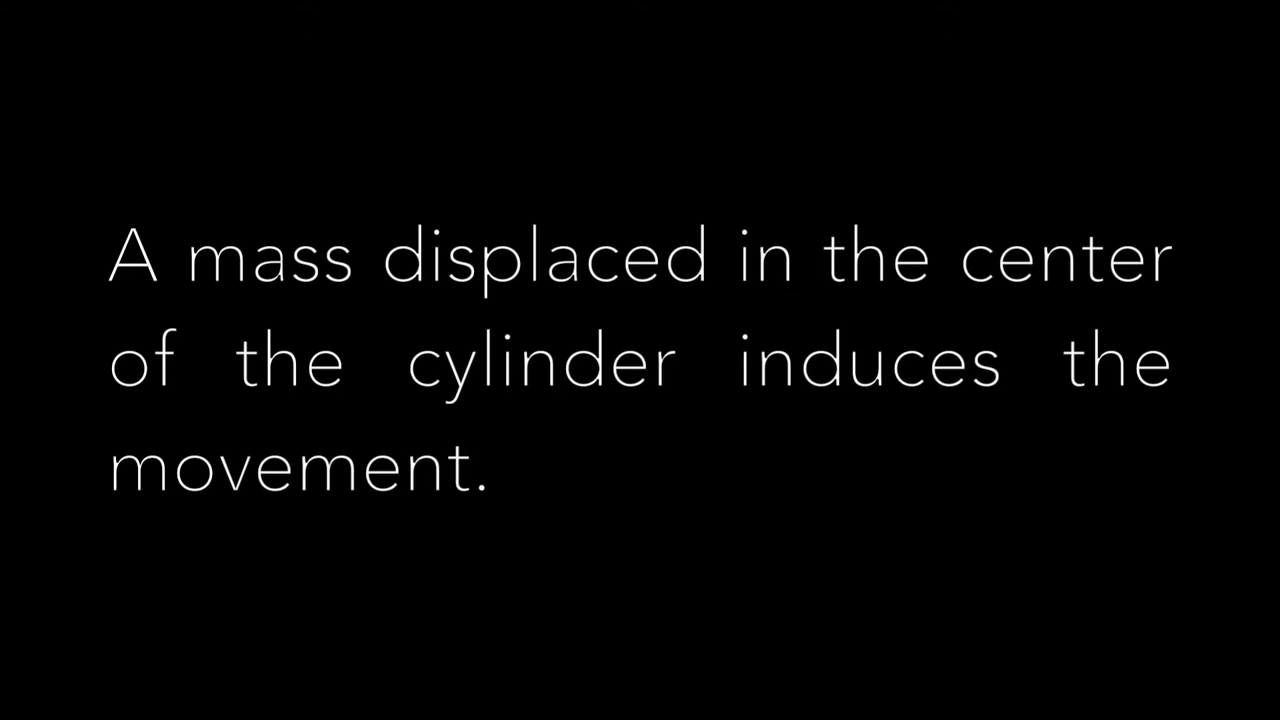 A mass displaced in the center
of the cylinder induces the
movement.